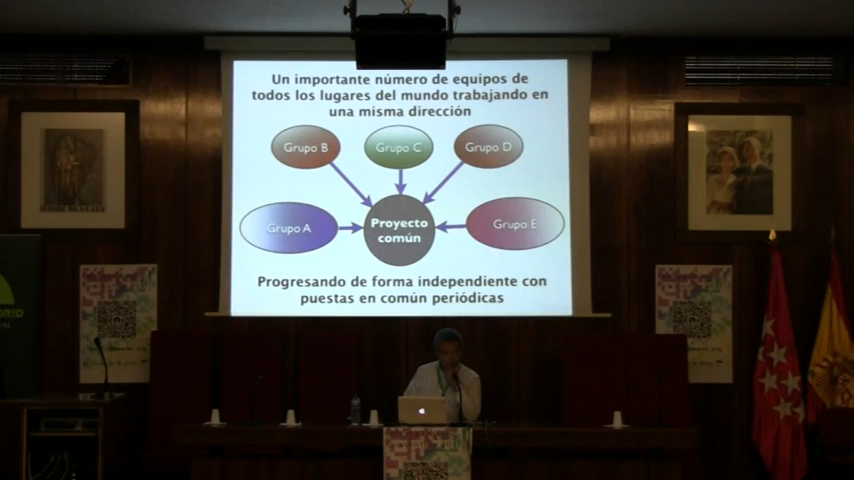 Un importante número de equipos de
todos los lugares del mundo trabajando en
una misma dirección
Grupo B
Grupo C
Grupo D
Grupo A
Proyecto
común
Grupo E
Progresando de forma independiente con
puestas en común periódicas